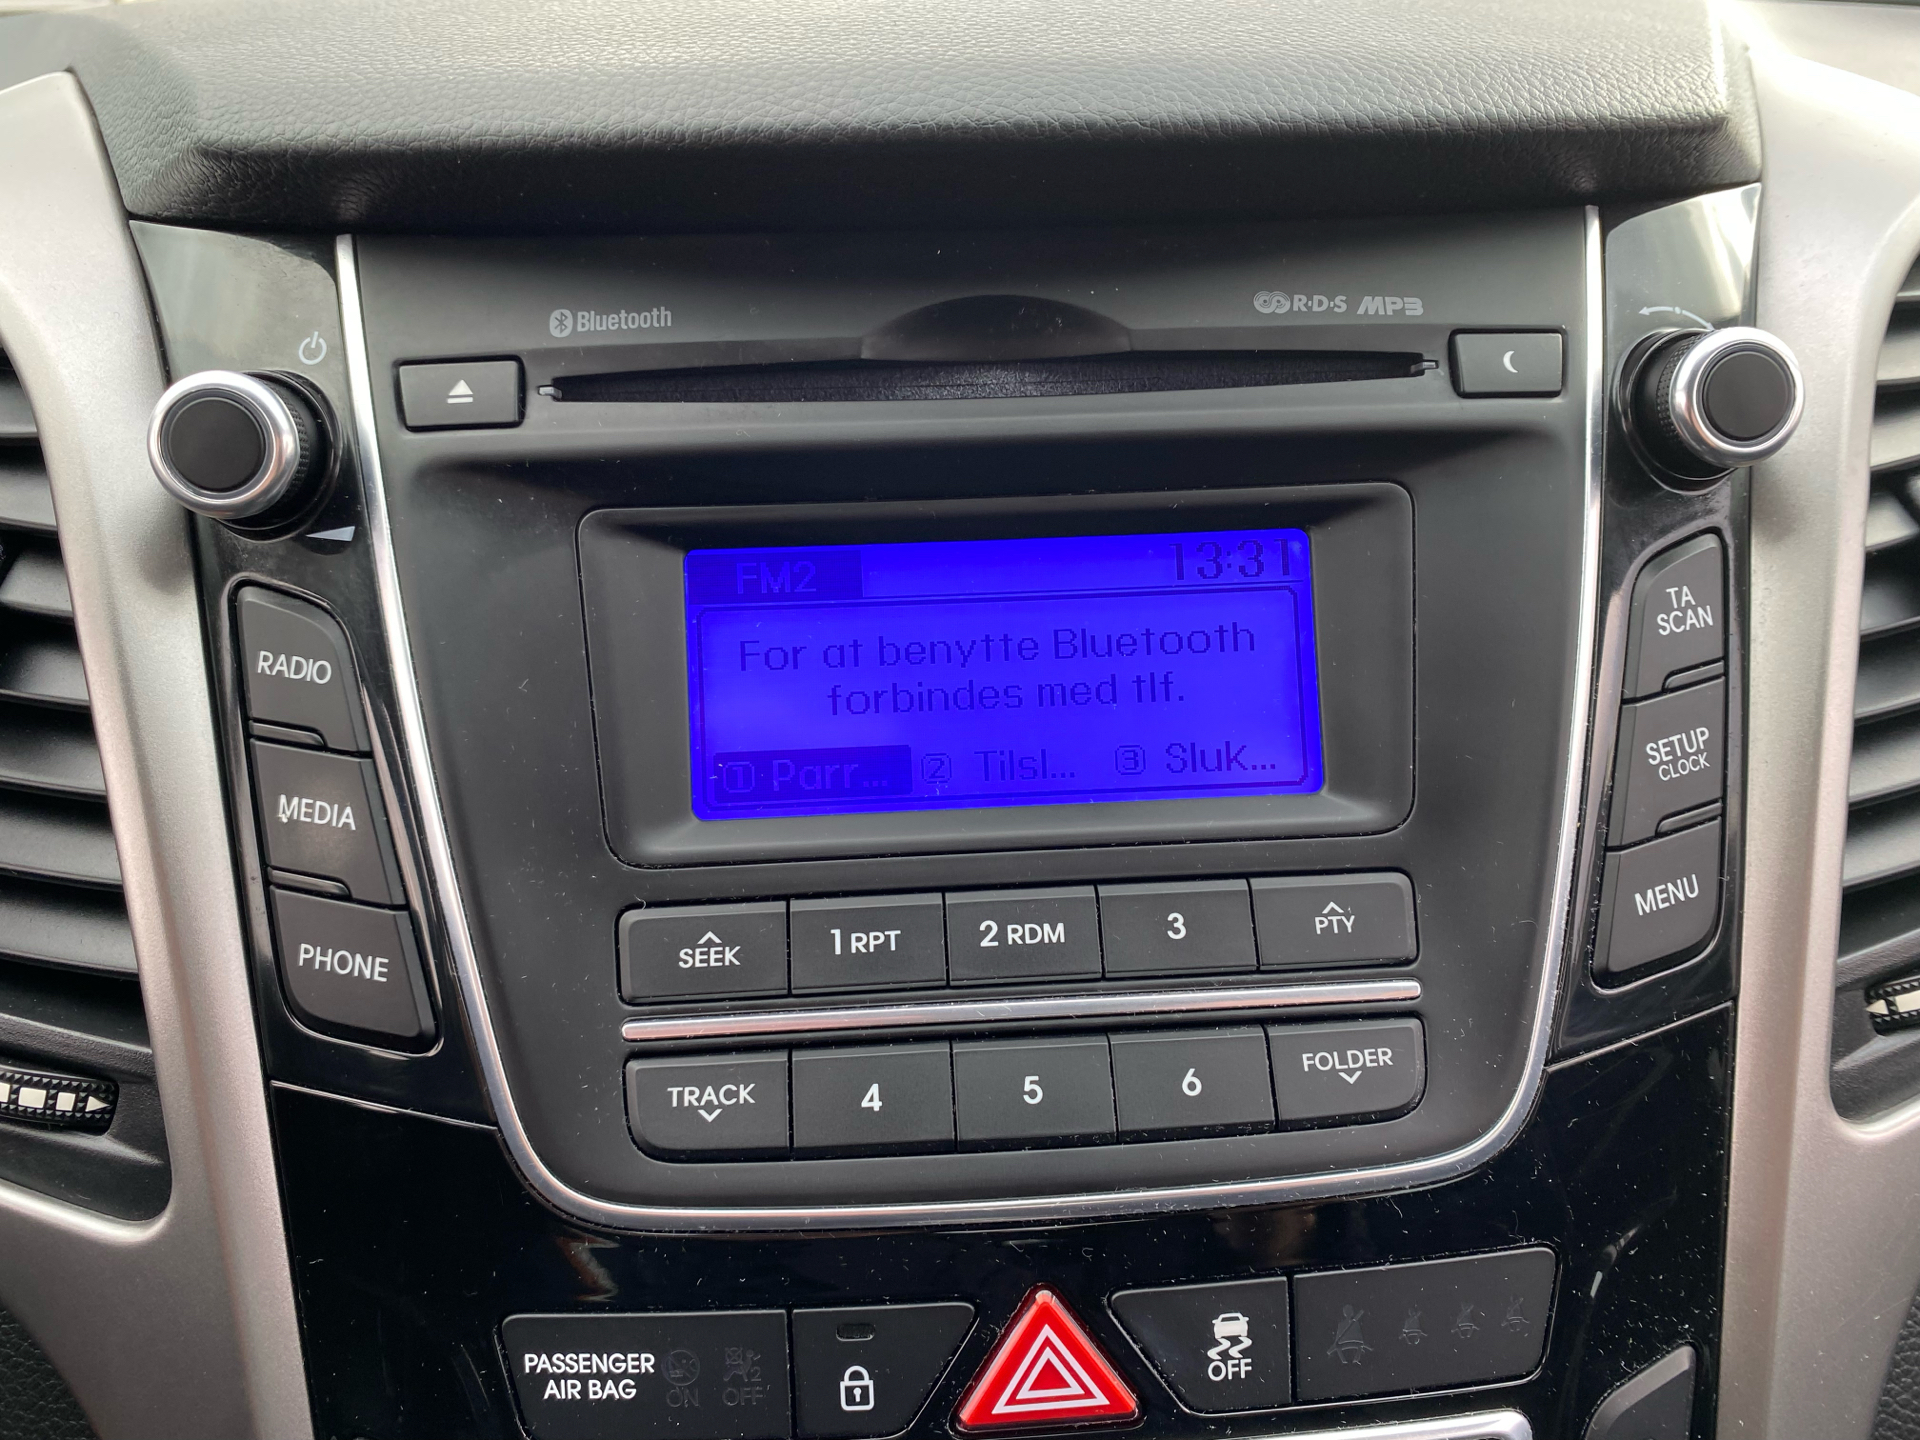 Bluetooth
R·D·S MP3
FM2
13:31
For at benytte Bluetooth
forbindes med tlf.
1 Parr...
2 Tilsl...
3 Sluk...
RADIO
MEDIA
PHONE
TA
SCAN
SETUP
CLOCK
MENU
SEEK
1 RPT
2 RDM
3
PTY
TRACK
4
5
6
FOLDER
PASSENGER
AIR BAG
ON
2
OFF
OFF